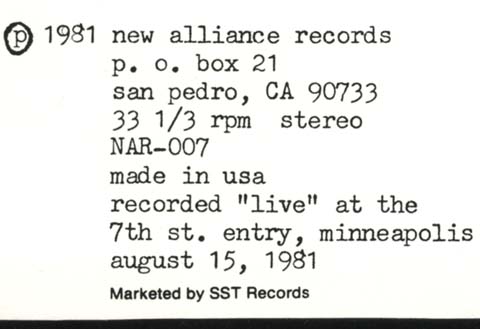 ℗ 1981 new alliance records
p. o. box 21
san pedro, CA 90733
33 1/3 rpm stereo
NAR-007
made in usa
recorded "live" at the
7th st. entry, minneapolis
august 15, 1981
Marketed by SST Records